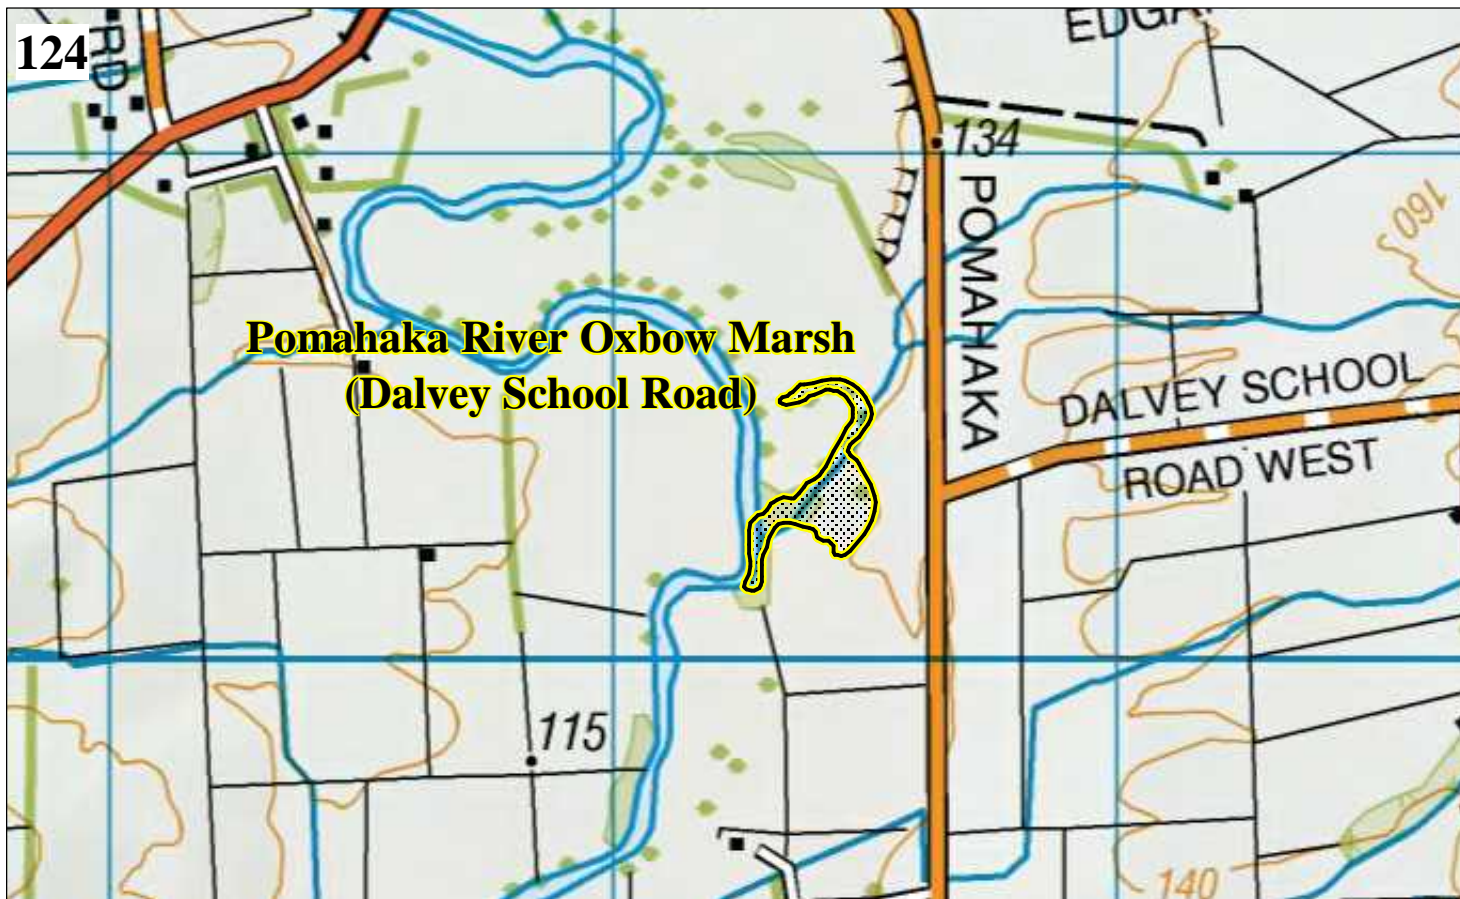 124
RD
134
POMAHAKA
160
Pomahaka River Oxbow Marsh
(Dalvey School Road)
DALVEY SCHOOL
ROAD WEST
115
140